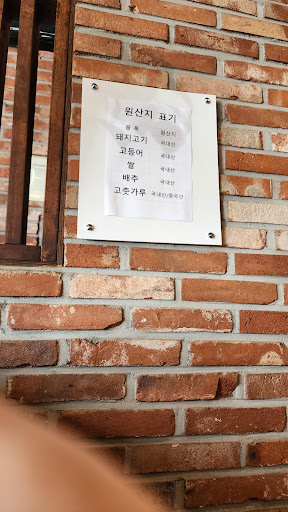 원산지 표기
품 목 원산지
돼지고기 국내산
고등어 국내산
쌀 국내산
배추 국내산
고춧가루 국내산/중국산